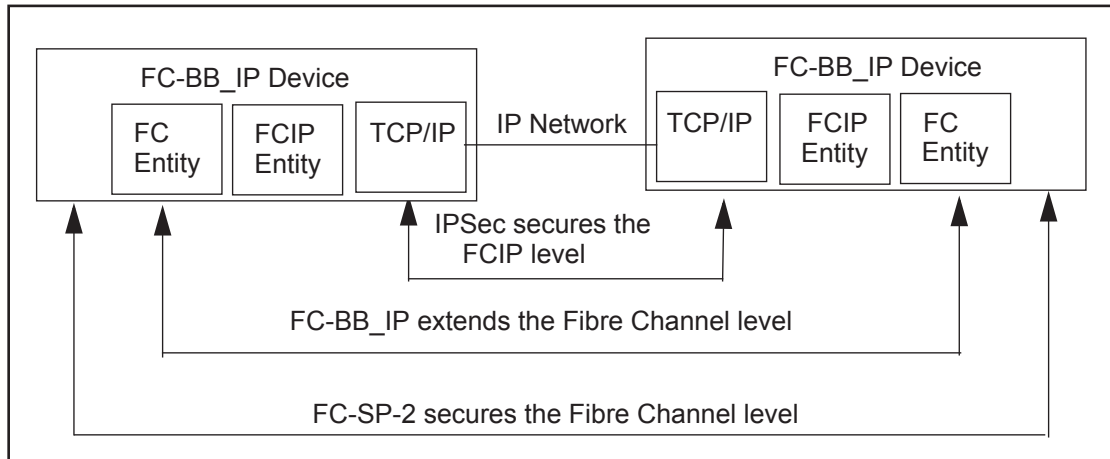 FC-BB_IP Device
FC
Entity
FCIP
Entity
TCP/IP
IP Network
FC-BB_IP Device
TCP/IP
FCIP
Entity
FC
Entity
IPSec secures the
FCIP level
FC-BB_IP extends the Fibre Channel level
FC-SP-2 secures the Fibre Channel level